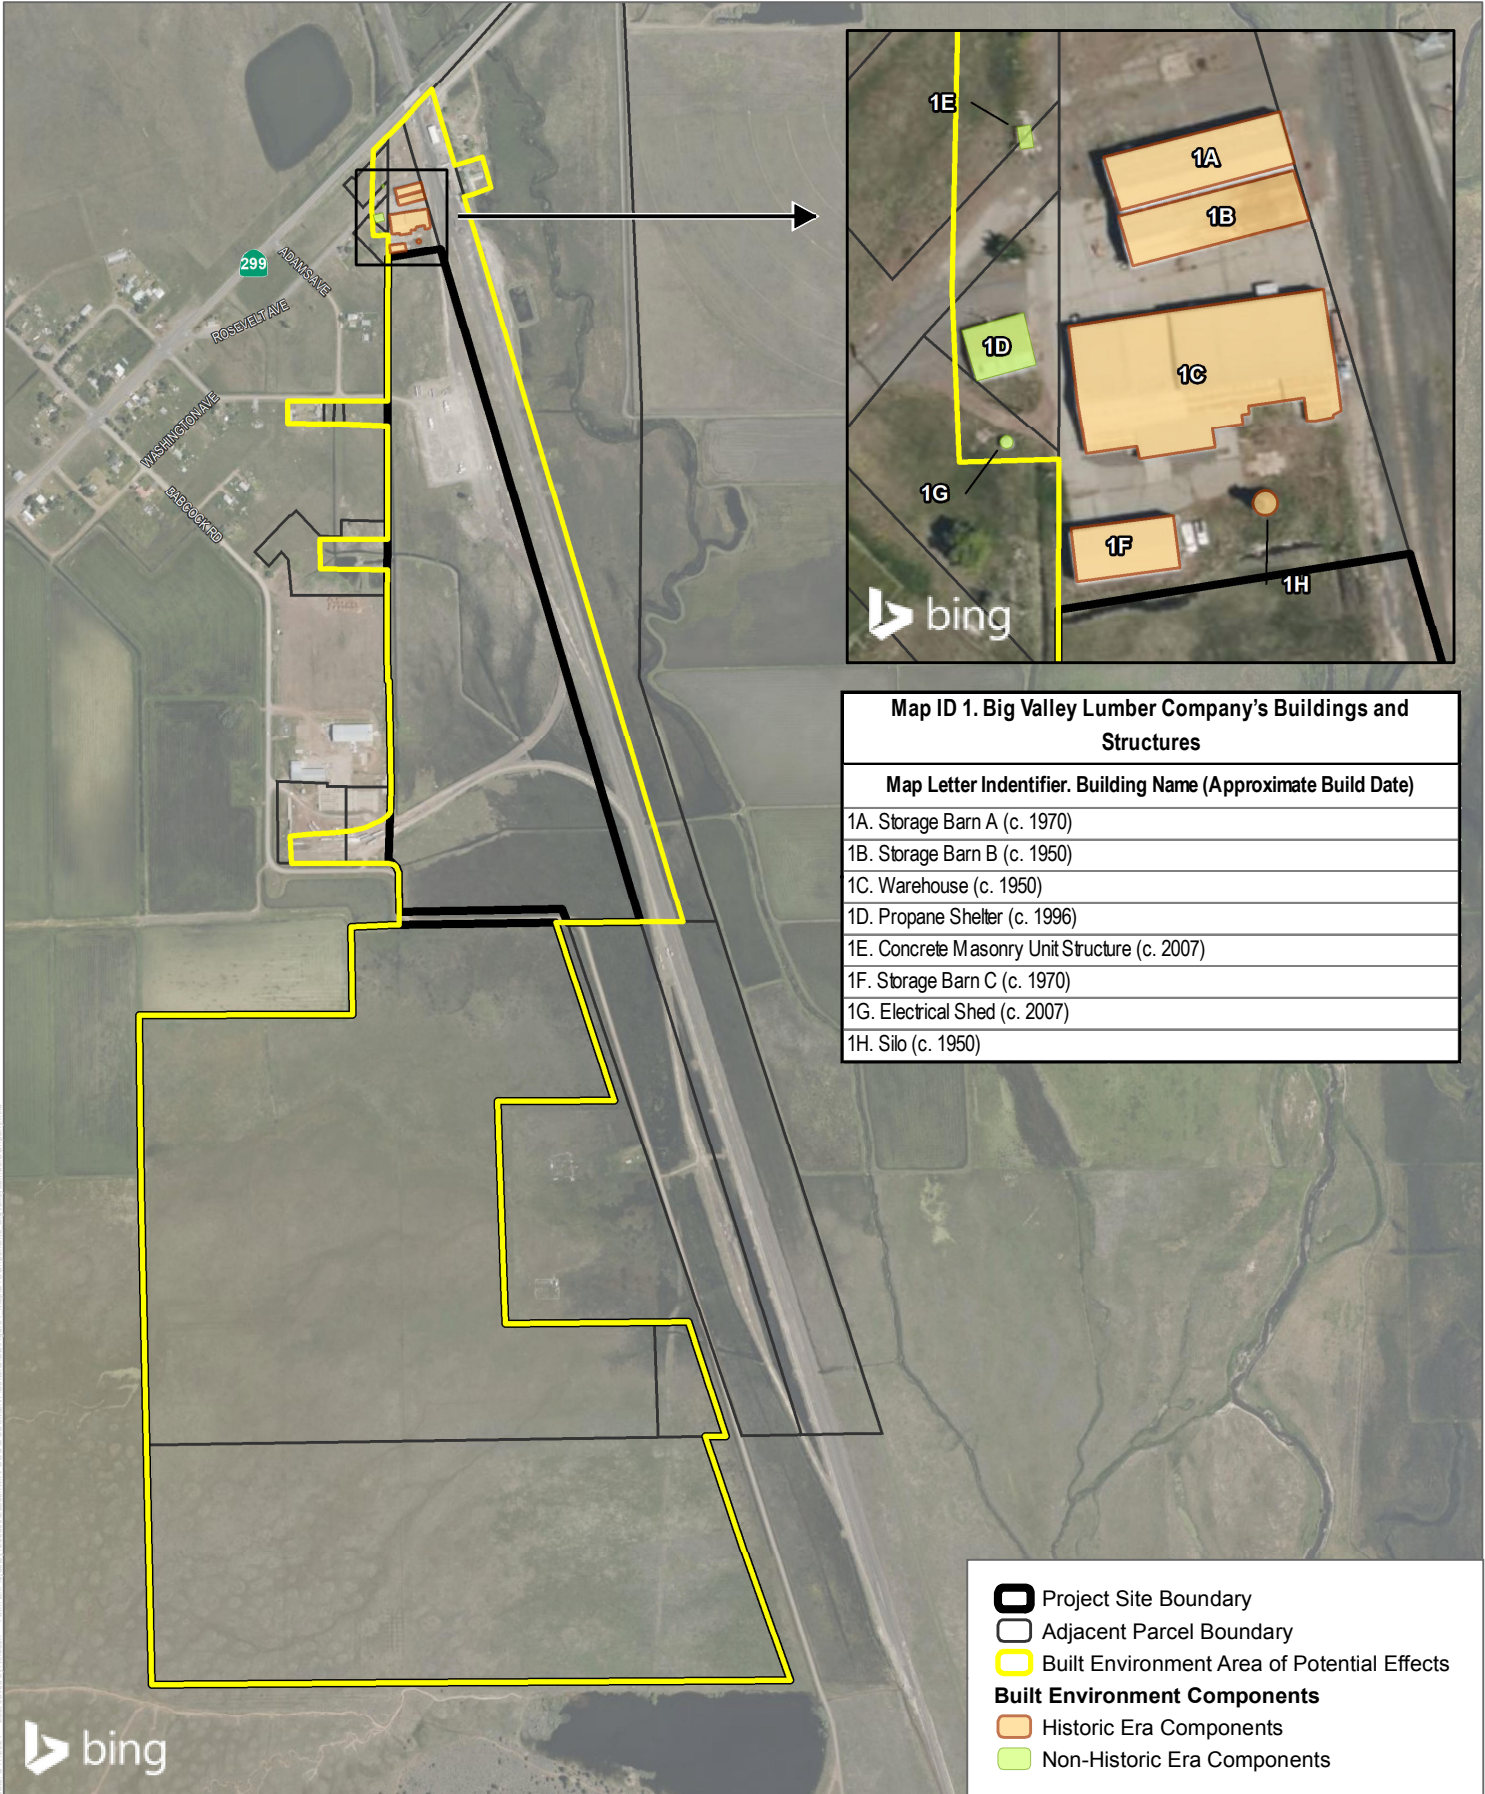 299
ADAMS AVE
ROSEVELT AVE
WASHINGTON AVE
BABCOCK RD
1E
1A
1B
1D
1C
1G
1F
1H
bing
Map ID 1. Big Valley Lumber Company's Buildings and
Structures
Map Letter Indentifier. Building Name (Approximate Build Date)
1A. Storage Barn A (c. 1970)
1B. Storage Barn B (c. 1950)
1C. Warehouse (c. 1950)
1D. Propane Shelter (c. 1996)
1E. Concrete Masonry Unit Structure (c. 2007)
1F. Storage Barn C (c. 1970)
1G. Electrical Shed (c. 2007)
1H. Silo (c. 1950)
Project Site Boundary
Adjacent Parcel Boundary
Built Environment Area of Potential Effects
Built Environment Components
Historic Era Components
Non-Historic Era Components
bing